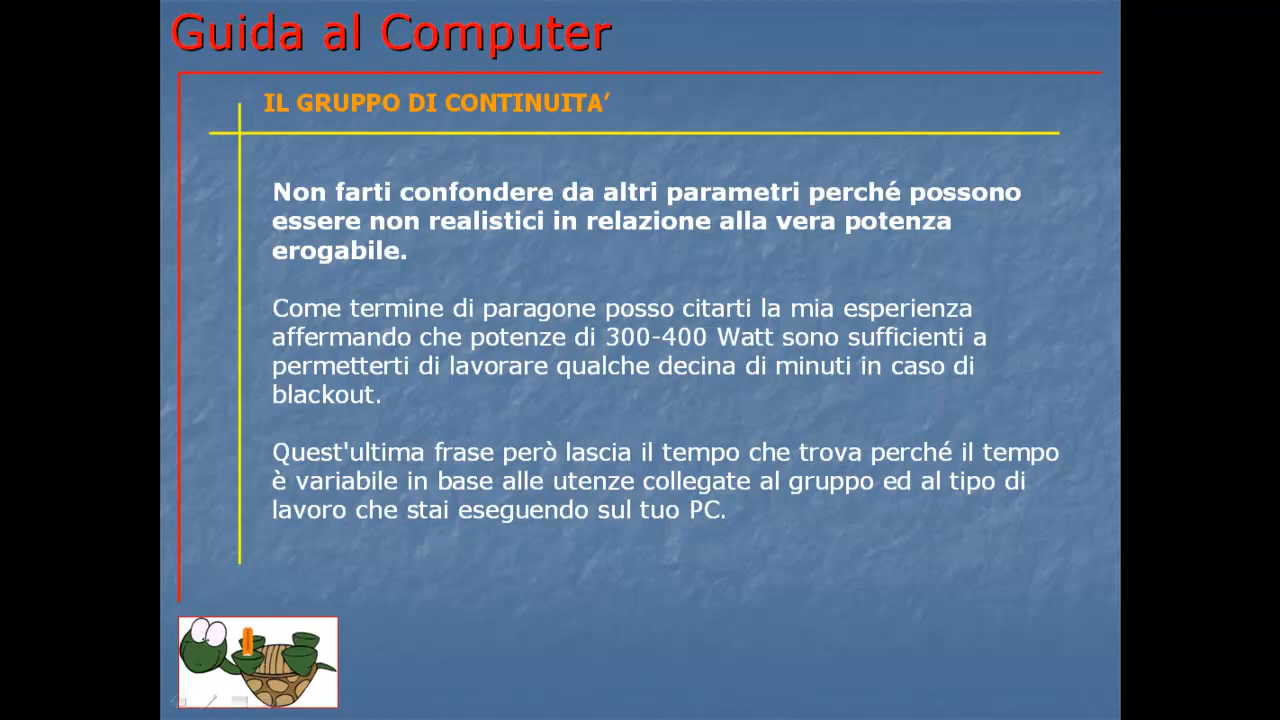 Guida al Computer
IL GRUPPO DI CONTINUITA’
Non farti confondere da altri parametri perché possono
essere non realistici in relazione alla vera potenza
erogabile.
Come termine di paragone posso citarti la mia esperienza
affermando che potenze di 300-400 Watt sono sufficienti a
permetterti di lavorare qualche decina di minuti in caso di
blackout.
Quest'ultima frase però lascia il tempo che trova perché il tempo
è variabile in base alle utenze collegate al gruppo ed al tipo di
lavoro che stai eseguendo sul tuo PC.